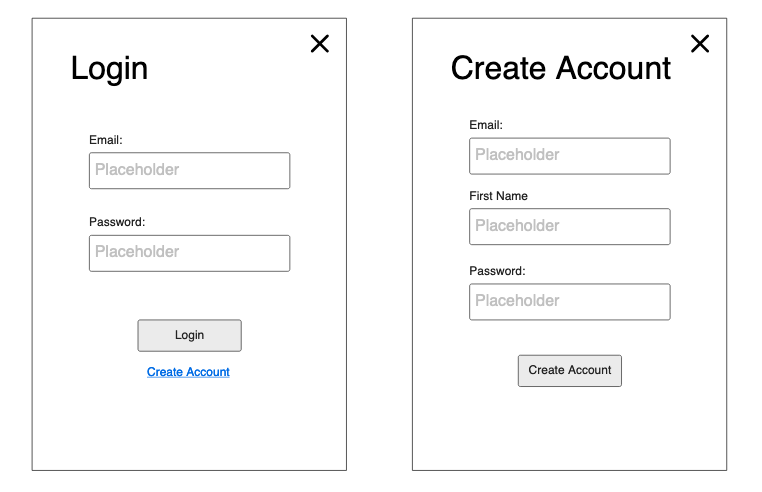 Login
Email:
Placeholder
Password:
Placeholder
Login
Create Account
Create Account
Email:
Placeholder
First Name
Placeholder
Password:
Placeholder
Create Account